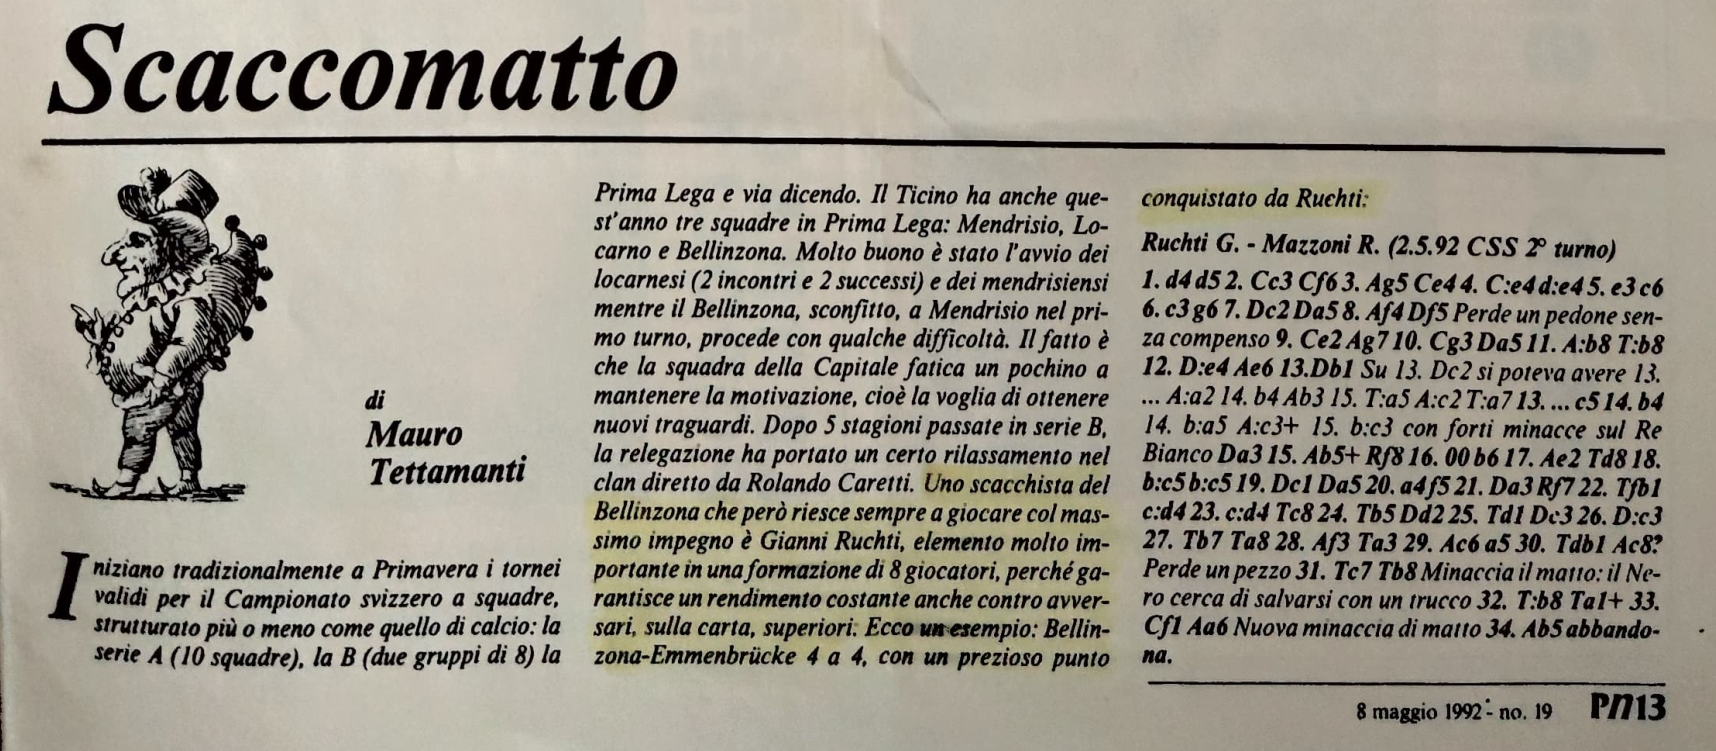 Scaccomatto
di
Mauro
Tettamanti
Iniziano tradizionalmente a Primavera i tornei
validi per il Campionato svizzero a squadre,
strutturato più o meno come quello di calcio: la
serie A (10 squadre), la B (due gruppi di 8) la
Prima Lega e via dicendo. Il Ticino ha anche que-
st'anno tre squadre in Prima Lega: Mendrisio, Lo-
carno e Bellinzona. Molto buono è stato l'avvio dei
locarnesi (2 incontri e 2 successi) e dei mendrisiensi
mentre il Bellinzona, sconfitto, a Mendrisio nel pri-
mo turno, procede con qualche difficoltà. Il fatto è
che la squadra della Capitale fatica un pochino a
mantenere la motivazione, cioè la voglia di ottenere
nuovi traguardi. Dopo 5 stagioni passate in serie B,
la relegazione ha portato un certo rilassamento nel
clan diretto da Rolando Caretti. Uno scacchista del
Bellinzona che però riesce sempre a giocare col mas-
simo impegno è Gianni Ruchti, elemento molto im-
portante in una formazione di 8 giocatori, perché ga-
rantisce un rendimento costante anche contro avver-
sari, sulla carta, superiori. Ecco un esempio: Bellin-
zona-Emmenbrücke 4 a 4, con un prezioso punto
conquistato da Ruchti:
Ruchti G. - Mazzoni R. (2.5.92 CSS 2° turno)
1. d4 d5 2. Cc3 Cf6 3. Ag5 Ce4 4. C:e4 d:e4 5. e3 c6
6. c3 g6 7. Dc2 Da5 8. Af4 Df5 Perde un pedone sen-
za compenso 9. Ce2 Ag7 10. Cg3 Da5 11. A:b8 T:b8
12. D:e4 Ae6 13.Db1 Su 13. Dc2 si poteva avere 13.
... A:a2 14. b4 Ab3 15. T:a5 A:c2 T:a7 13. ... c5 14. b4
14. b:a5 A:c3+ 15. b:c3 con forti minacce sul Re
Bianco Da3 15. Ab5+ Rf8 16. 00 b6 17. Ae2 Td8 18.
b:c5 b:c5 19. Dc1 Da5 20. a4 f5 21. Da3 Rf7 22. Tfb1
c:d4 23. c:d4 Tc8 24. Tb5 Dd2 25. Td1 Dc3 26. D:c3
27. Tb7 Ta8 28. Af3 Ta3 29. Ac6 a5 30. Tdb1 Ac8?
Perde un pezzo 31. Tc7 Tb8 Minaccia il matto: il Ne-
ro cerca di salvarsi con un trucco 32. T:b8 Ta1+ 33.
Cf1 Aa6 Nuova minaccia di matto 34. Ab5 abbando-
na.
8 maggio 1992 - no. 19 Pn13